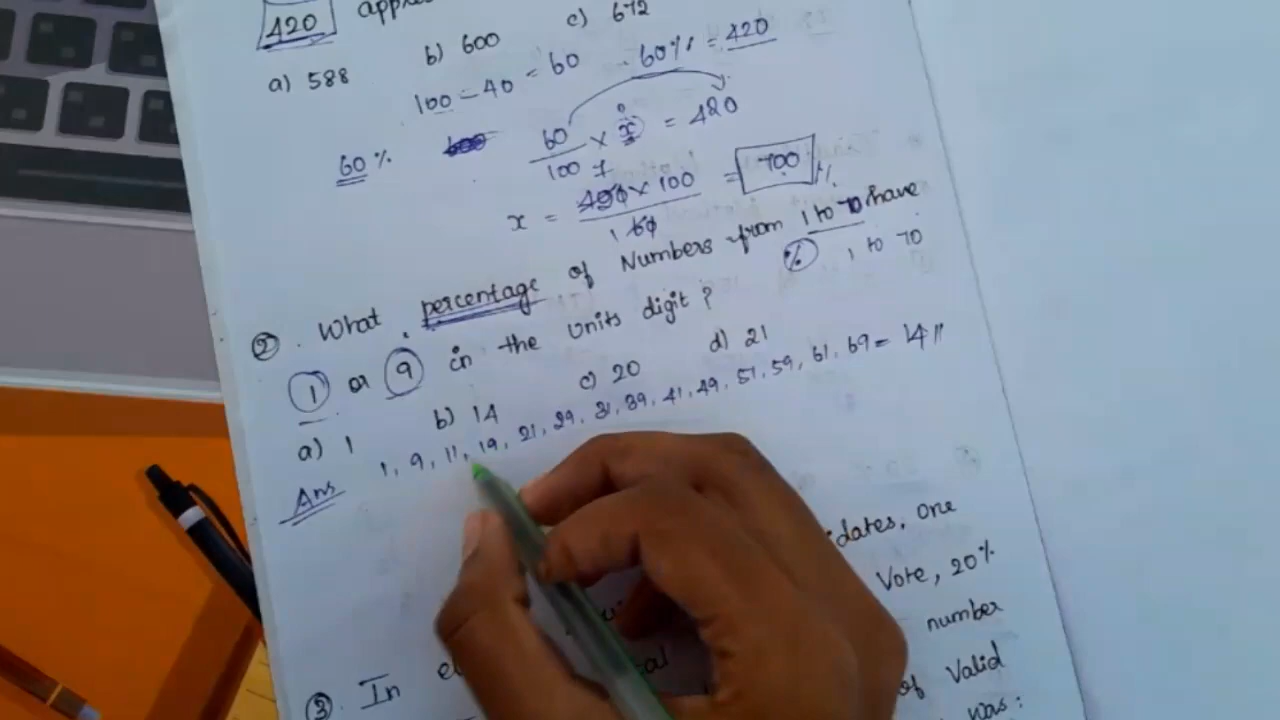 420
a) 588 b) 600 c) 672
100 - 40 = 60 . 60% = 420
60% 60/100 × x = 420
x = 420 × 100 / 60 = 700
② . What percentage of Numbers from 1 to 70 have
% 1 to 70
1 or 9 in the units digit ?
a) 1 b) 14 c) 20 d) 21
Ans 1, 9, 11, 19, 21, 29, 31, 39, 41, 49, 51, 59, 61, 69 = 14
One
Vote, 20%
number
③ . In of Valid
was :